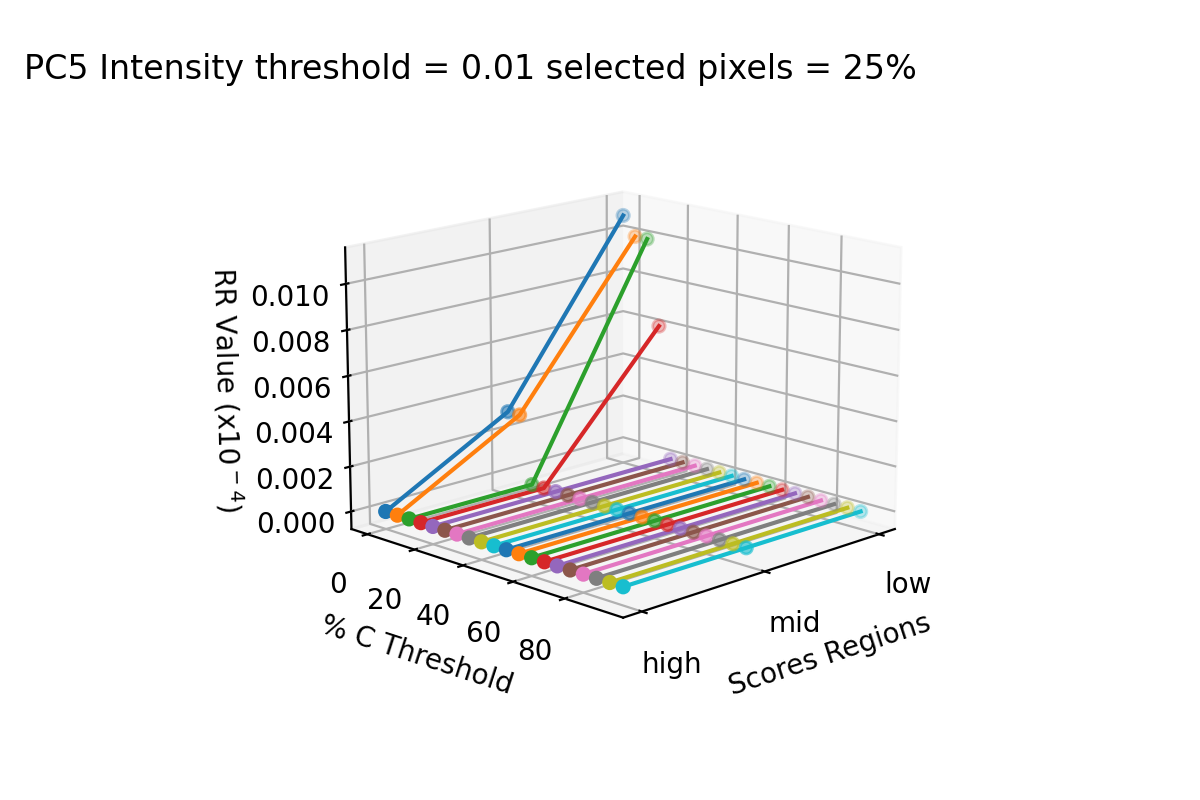 PC5 Intensity threshold = 0.01 selected pixels = 25%
RR Value (x10⁻⁴)
0.010
0.008
0.006
0.004
0.002
0.000
0
20
40
60
80
% C Threshold
high
mid
low
Scores Regions